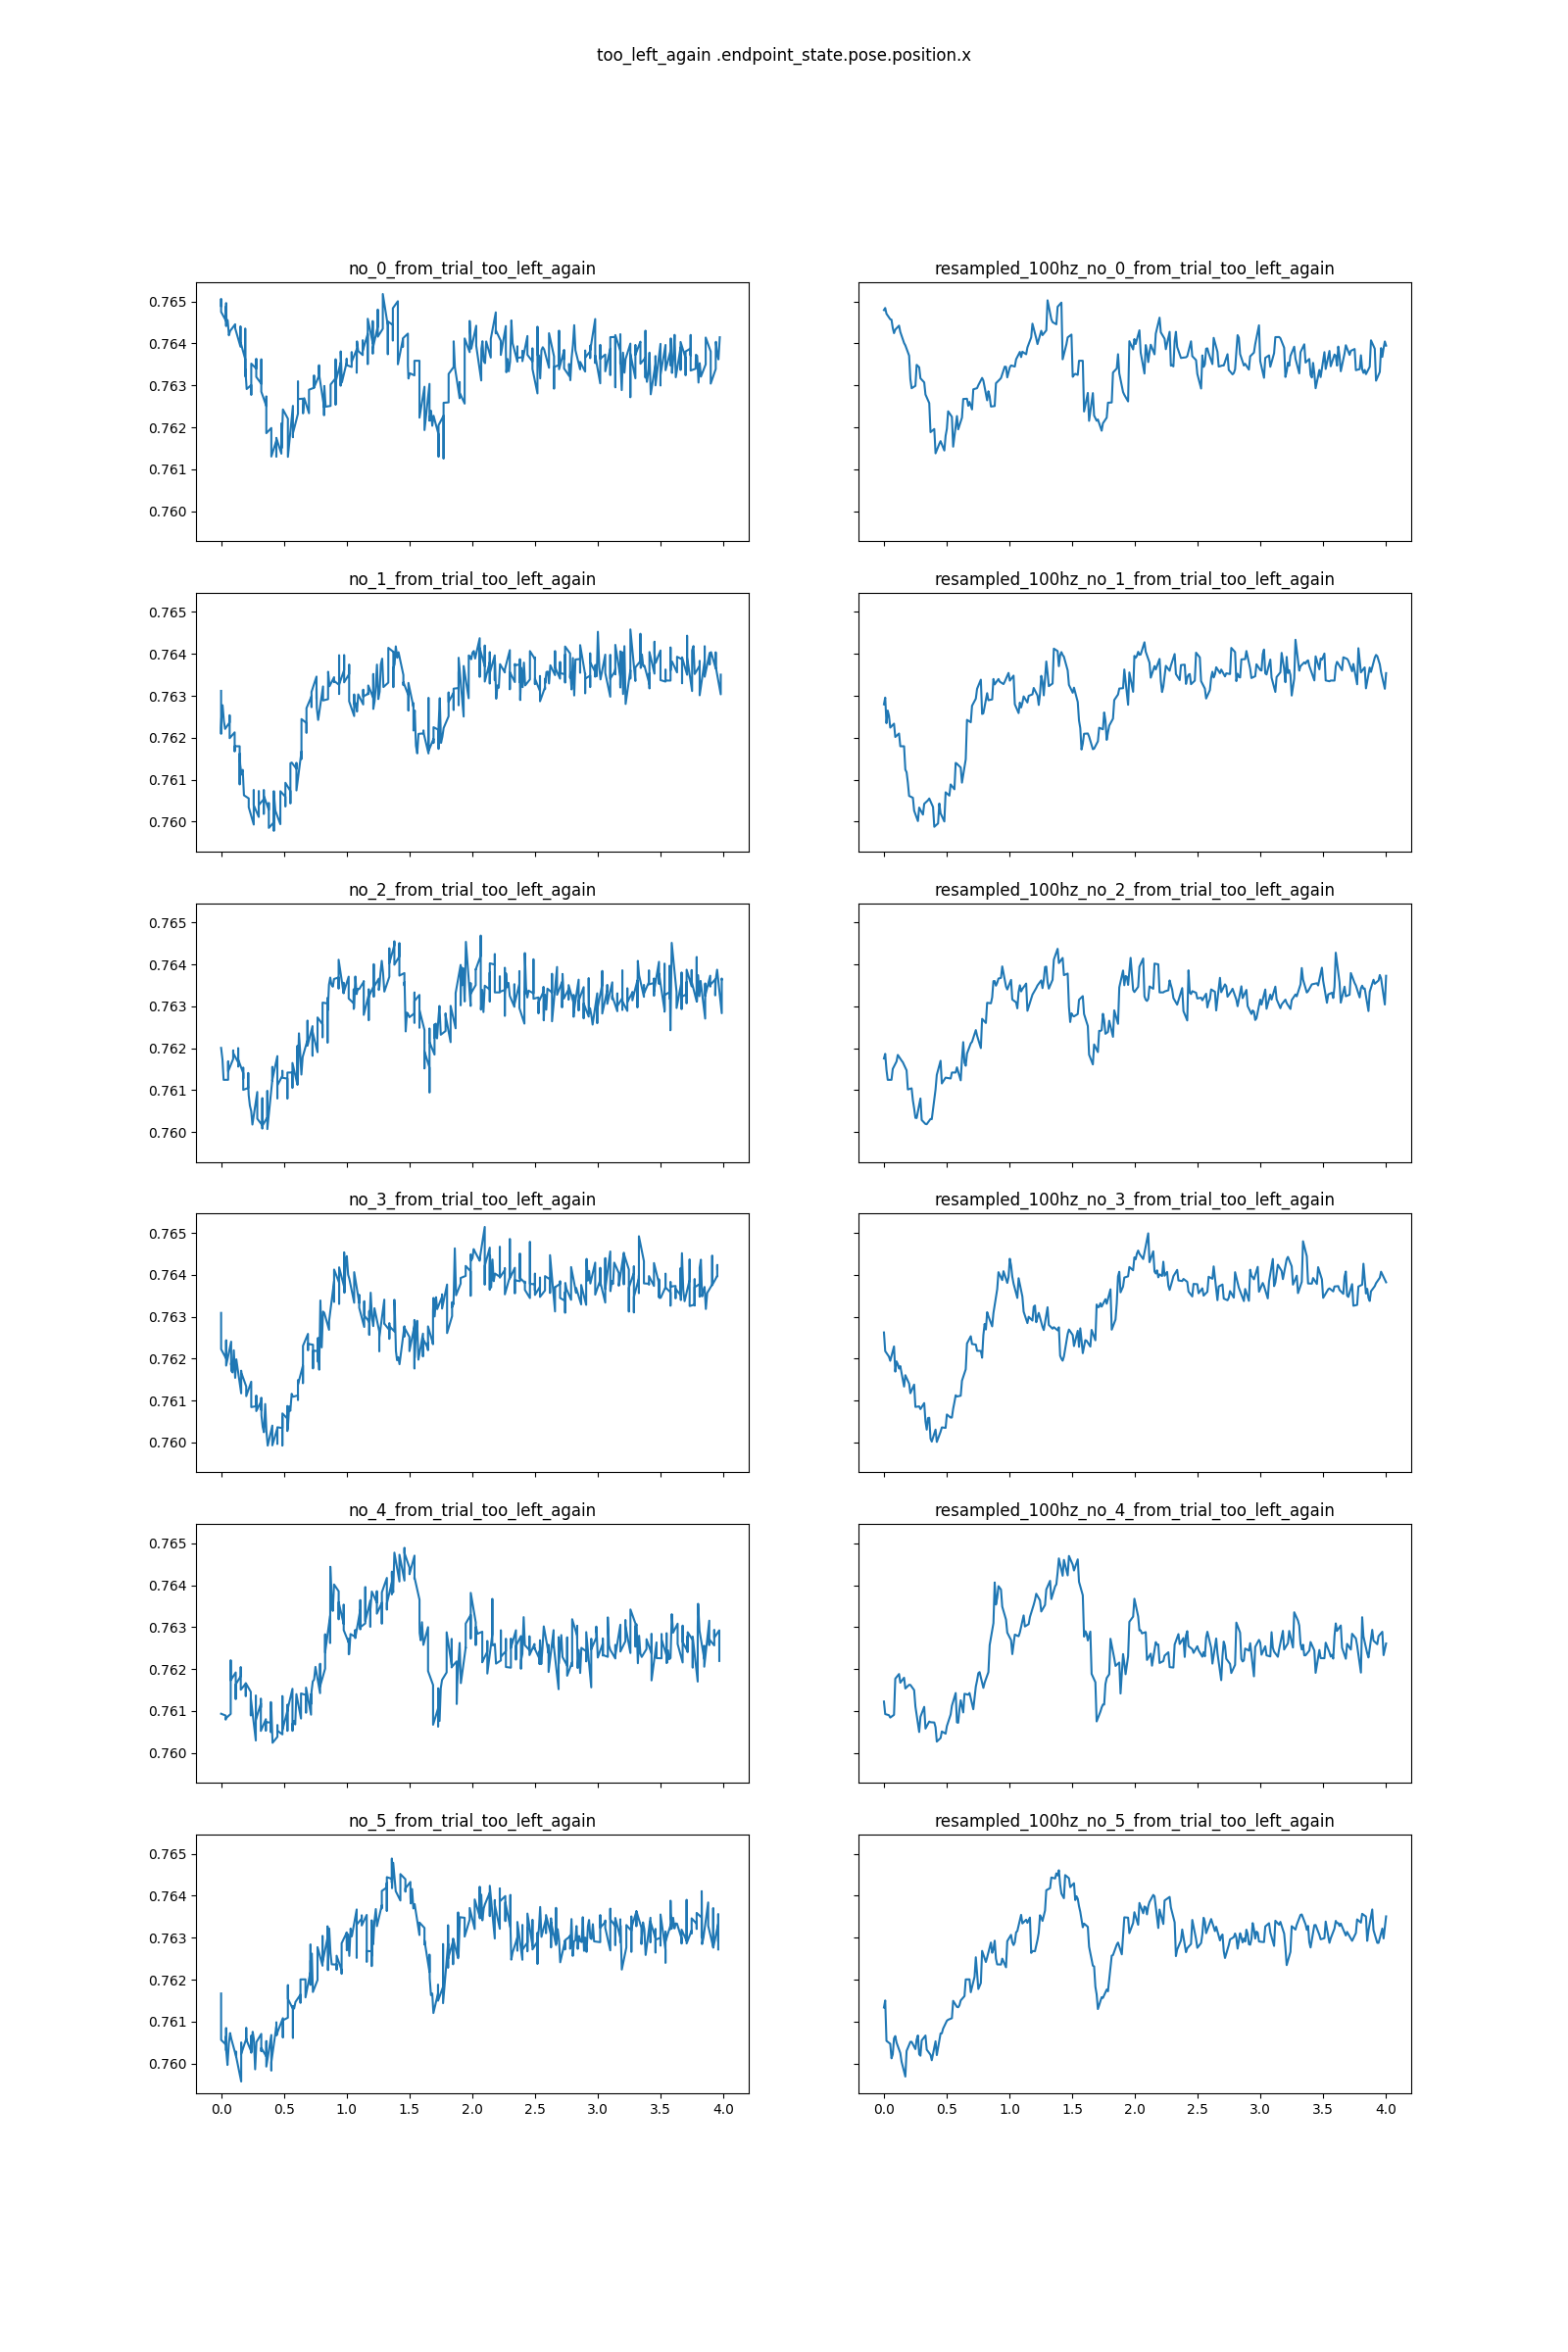 too_left_again .endpoint_state.pose.position.x
no_0_from_trial_too_left_again
resampled_100hz_no_0_from_trial_too_left_again
0.765
0.764
0.763
0.762
0.761
0.760
no_1_from_trial_too_left_again
resampled_100hz_no_1_from_trial_too_left_again
0.765
0.764
0.763
0.762
0.761
0.760
no_2_from_trial_too_left_again
resampled_100hz_no_2_from_trial_too_left_again
0.765
0.764
0.763
0.762
0.761
0.760
no_3_from_trial_too_left_again
resampled_100hz_no_3_from_trial_too_left_again
0.765
0.764
0.763
0.762
0.761
0.760
no_4_from_trial_too_left_again
resampled_100hz_no_4_from_trial_too_left_again
0.765
0.764
0.763
0.762
0.761
0.760
no_5_from_trial_too_left_again
resampled_100hz_no_5_from_trial_too_left_again
0.765
0.764
0.763
0.762
0.761
0.760
0.0 0.5 1.0 1.5 2.0 2.5 3.0 3.5 4.0
0.0 0.5 1.0 1.5 2.0 2.5 3.0 3.5 4.0